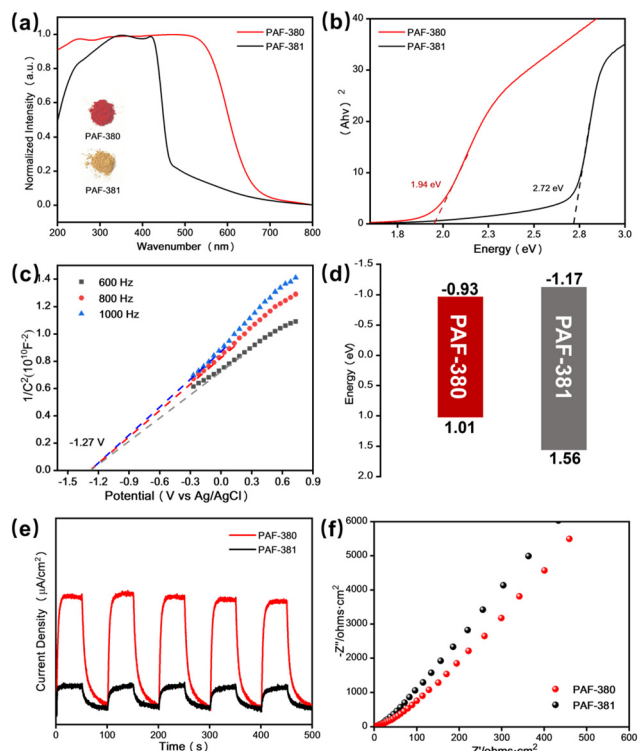 (a)
PAF-380
PAF-381
Normalized Intensity (a.u.)
1.0
0.8
0.6
0.4
0.2
0.0
PAF-380
PAF-381
200 300 400 500 600 700 800
Wavenumber (nm)
(b)
PAF-380
PAF-381
(Ahv)²
40
30
20
10
0
1.94 eV
2.72 eV
1.8 2.1 2.4 2.7 3.0
Energy (eV)
(c)
600 Hz
800 Hz
1000 Hz
1/C²(10¹⁰F⁻²)
1.4
1.2
1.0
0.8
0.6
0.4
0.2
0.0
-1.27 V
-1.5 -1.2 -0.9 -0.6 -0.3 0.0 0.3 0.6 0.9
Potential (V vs Ag/AgCl)
(d)
Energy (eV)
-1.5
-1.0
-0.5
0.0
0.5
1.0
1.5
2.0
-0.93
PAF-380
1.01
-1.17
PAF-381
1.56
(e)
PAF-380
PAF-381
Current Density (μA/cm²)
0 100 200 300 400 500
Time (s)
(f)
-Z''/ohms·cm²
6000
5000
4000
3000
2000
1000
0
PAF-380
PAF-381
0 100 200 300 400 500 600
Z'/ohms·cm²